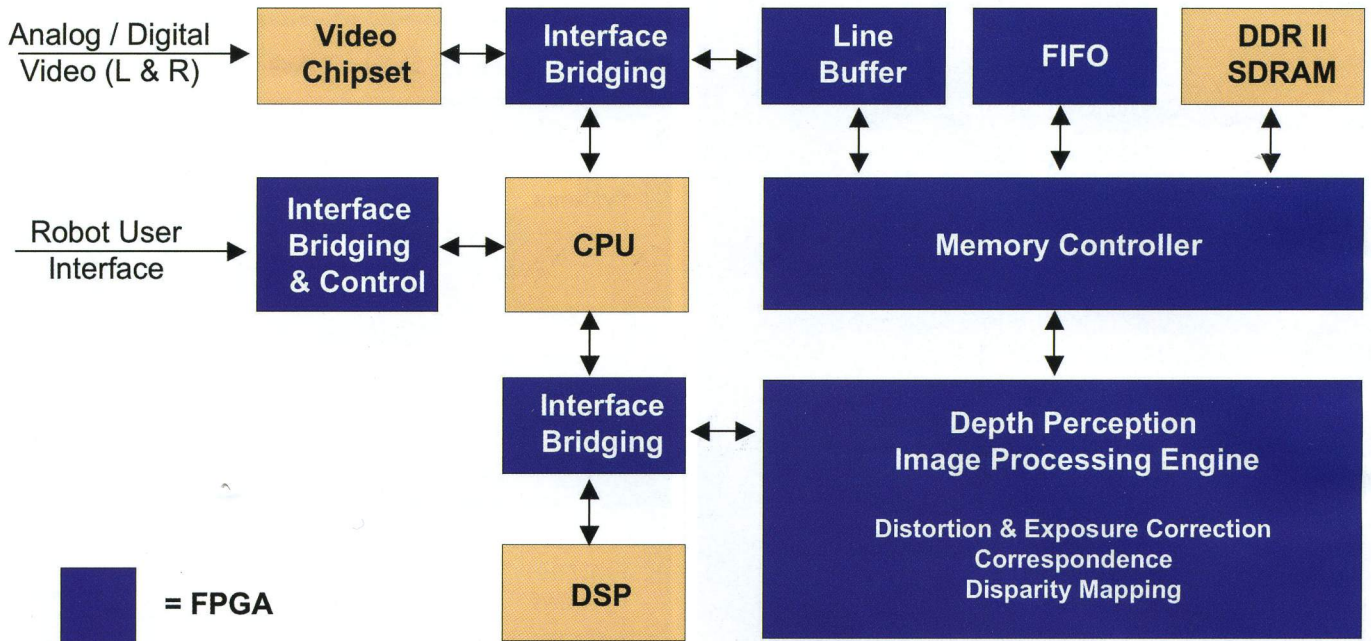 Analog / Digital
Video (L & R)
Video
Chipset
Interface
Bridging
Line
Buffer
FIFO
DDR II
SDRAM
Robot User
Interface
Interface
Bridging
& Control
CPU
Memory Controller
Interface
Bridging
Depth Perception
Image Processing Engine
Distortion & Exposure Correction
Correspondence
Disparity Mapping
DSP
= FPGA